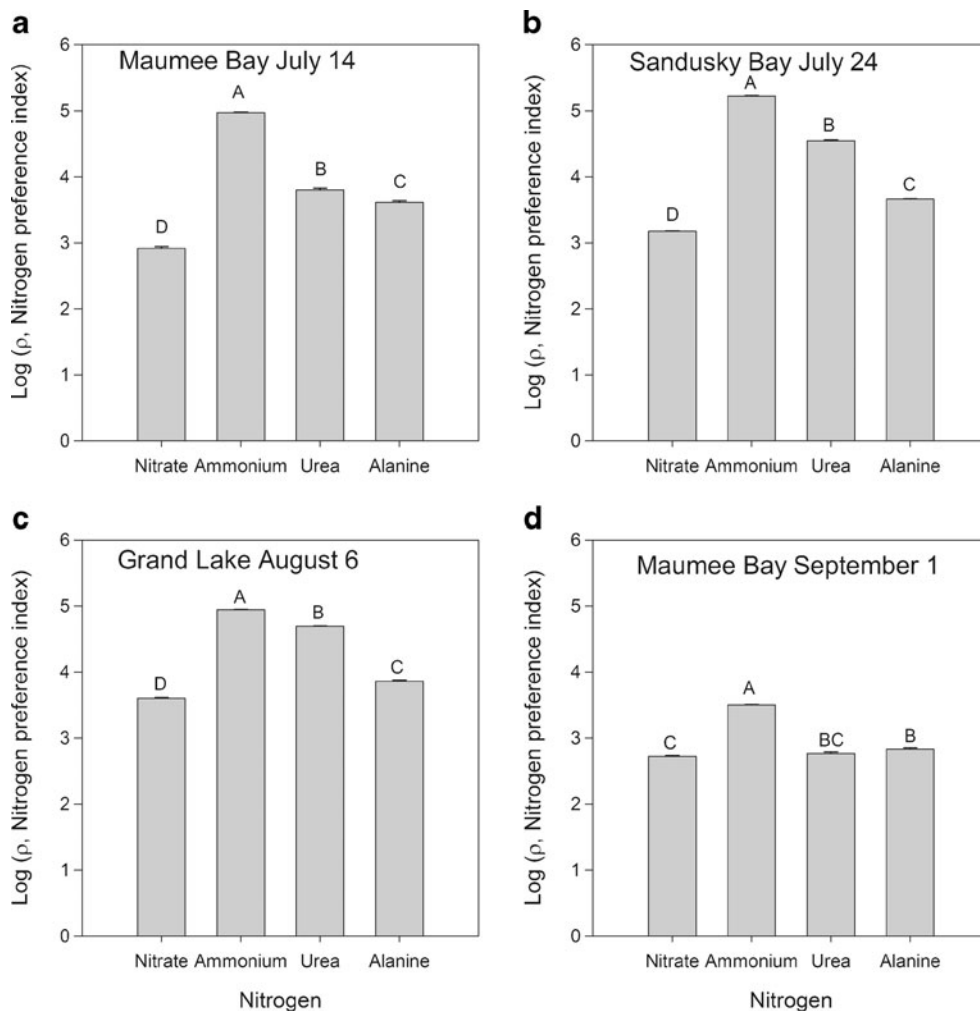 a
Maumee Bay July 14
Log (ρ, Nitrogen preference index)
6
5
4
3
2
1
0
D
A
B
C
Nitrate Ammonium Urea Alanine
b
Sandusky Bay July 24
Log (ρ, Nitrogen preference index)
6
5
4
3
2
1
0
D
A
B
C
Nitrate Ammonium Urea Alanine
c
Grand Lake August 6
Log (ρ, Nitrogen preference index)
6
5
4
3
2
1
0
D
A
B
C
Nitrate Ammonium Urea Alanine
Nitrogen
d
Maumee Bay September 1
Log (ρ, Nitrogen preference index)
6
5
4
3
2
1
0
C
A
BC
B
Nitrate Ammonium Urea Alanine
Nitrogen